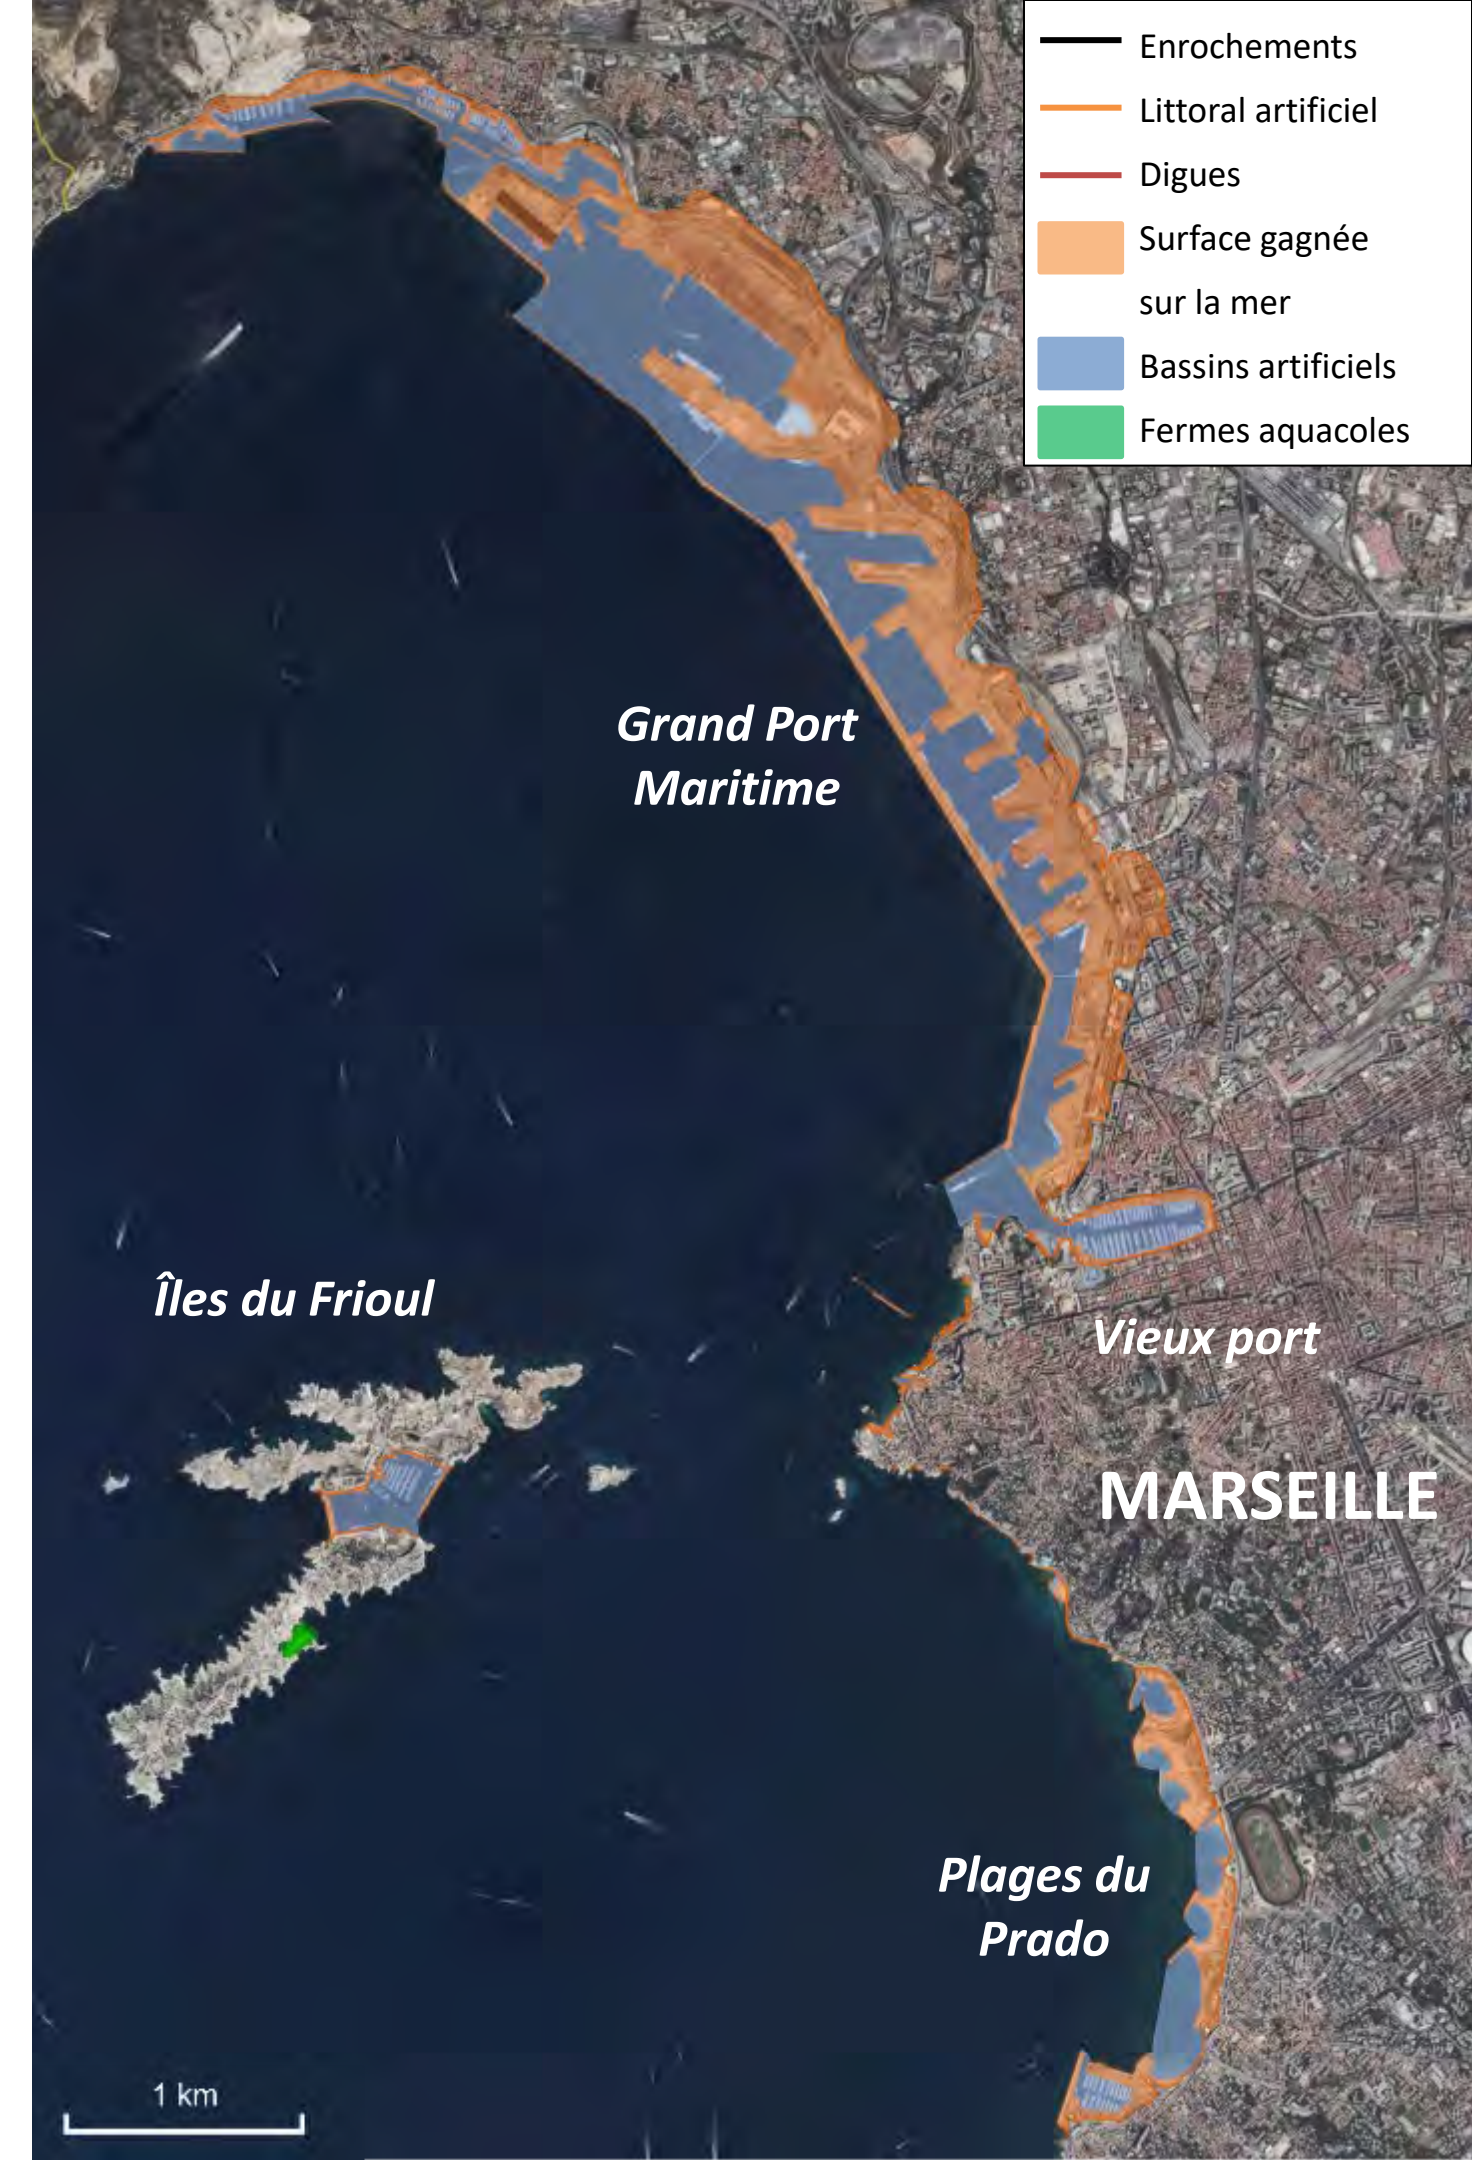 Enrochements
Littoral artificiel
Digues
Surface gagnée
sur la mer
Bassins artificiels
Fermes aquacoles
Grand Port
Maritime
Îles du Frioul
Vieux port
MARSEILLE
Plages du
Prado
1 km